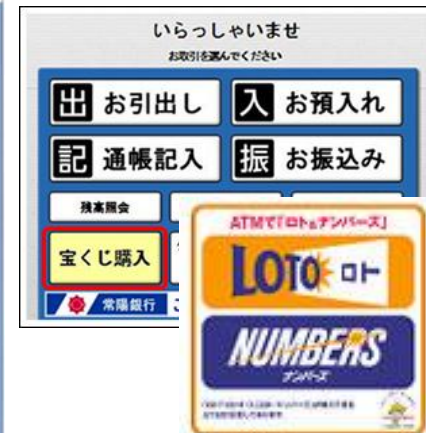 いらっしゃいませ
お取引を選んでください
出 お引出し
入 お預入れ
記 通帳記入
振 お振込み
残高照会
宝くじ購入
常陽銀行
ATMで「ロト&ナンバーズ」
LOTO ロト
NUMBERS
ナンバーズ